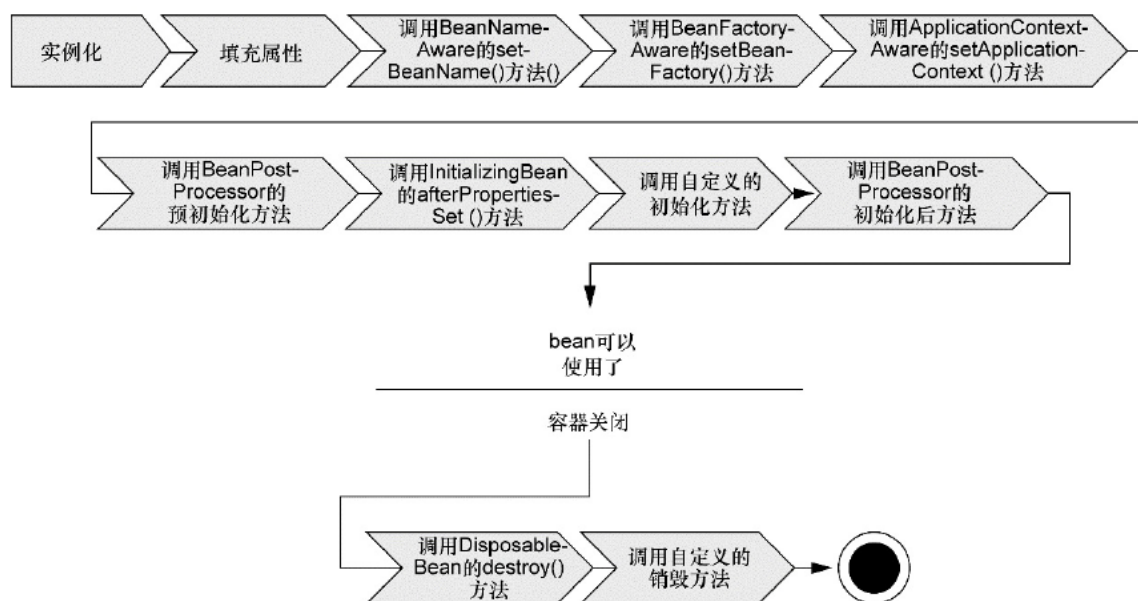 实例化
填充属性
调用BeanName-
Aware的set-
BeanName()方法()
调用BeanFactory-
Aware的setBean-
Factory()方法
调用ApplicationContext-
Aware的setApplication-
Context ()方法
调用BeanPost-
Processor的
预初始化方法
调用InitializingBean
的afterProperties-
Set ()方法
调用自定义的
初始化方法
调用BeanPost-
Processor的
初始化后方法
bean可以
使用了
容器关闭
调用Disposable-
Bean的destroy()
方法
调用自定义的
销毁方法